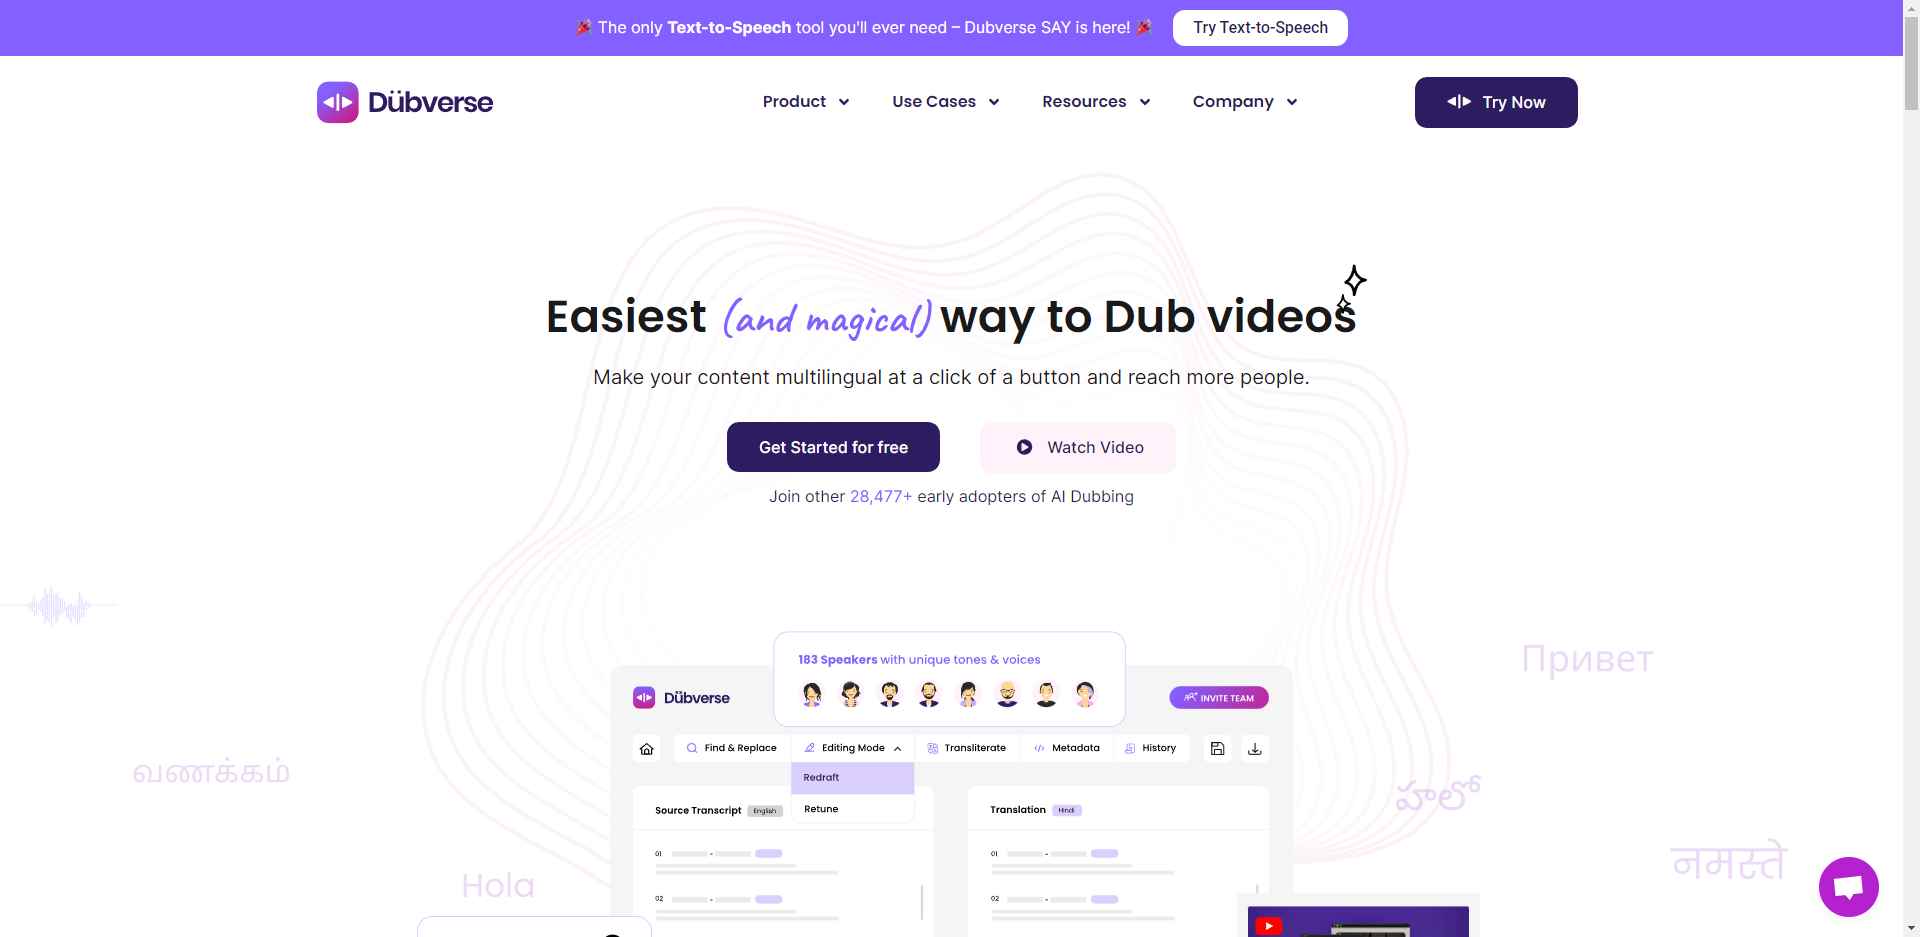 The only Text-to-Speech tool you'll ever need – Dubverse SAY is here!
Try Text-to-Speech
Dübverse
Product
Use Cases
Resources
Company
Try Now
Easiest (and magical) way to Dub videos
Make your content multilingual at a click of a button and reach more people.
Get Started for free
Watch Video
Join other 28,477+ early adopters of AI Dubbing
Привет
வணக்கம்
హలో
नमस्ते
Hola
183 Speakers with unique tones & voices
Dübverse
INVITE TEAM
Find & Replace
Editing Mode
Transliterate
Metadata
History
Redraft
Retune
Source Transcript
English
Translation
Hindi
01
02
01
02